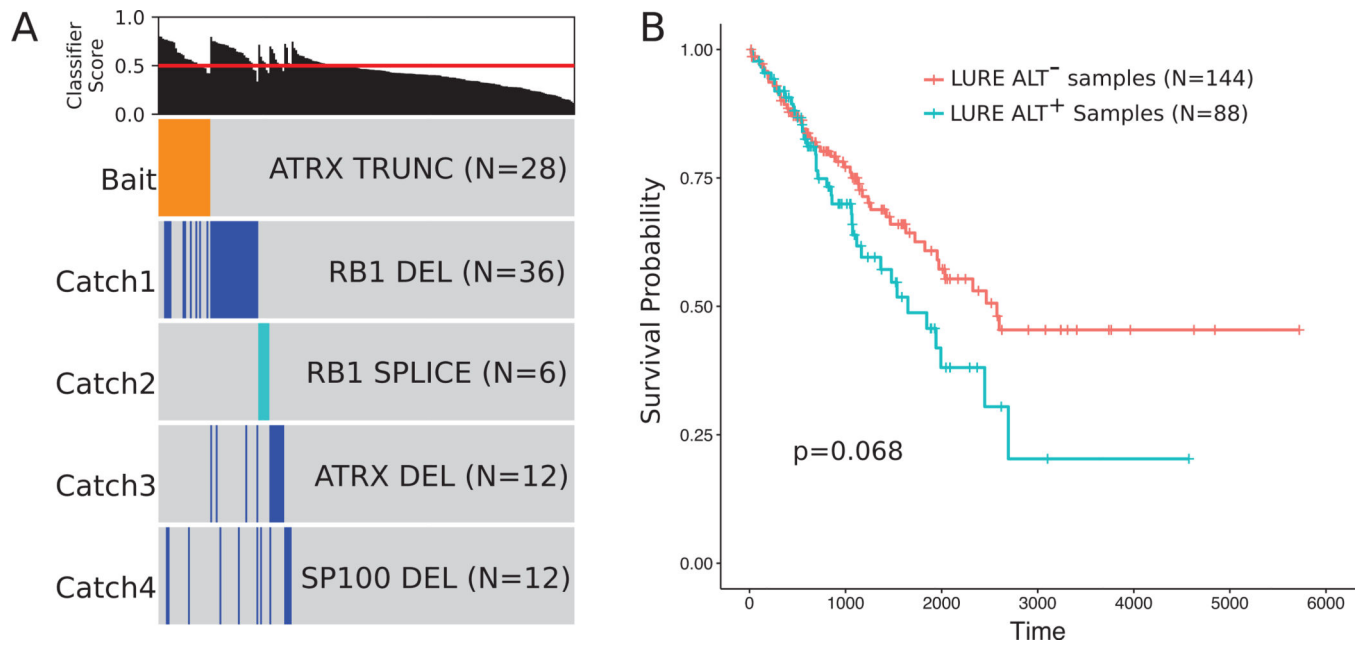 A
Classifier
Score
1.0
0.5
0.0
Bait
ATRX TRUNC (N=28)
Catch1
RB1 DEL (N=36)
Catch2
RB1 SPLICE (N=6)
Catch3
ATRX DEL (N=12)
Catch4
SP100 DEL (N=12)
B
Survival Probability
1.00
0.75
0.50
0.25
0.00
LURE ALT⁻ samples (N=144)
LURE ALT⁺ Samples (N=88)
p=0.068
0 1000 2000 3000 4000 5000 6000
Time